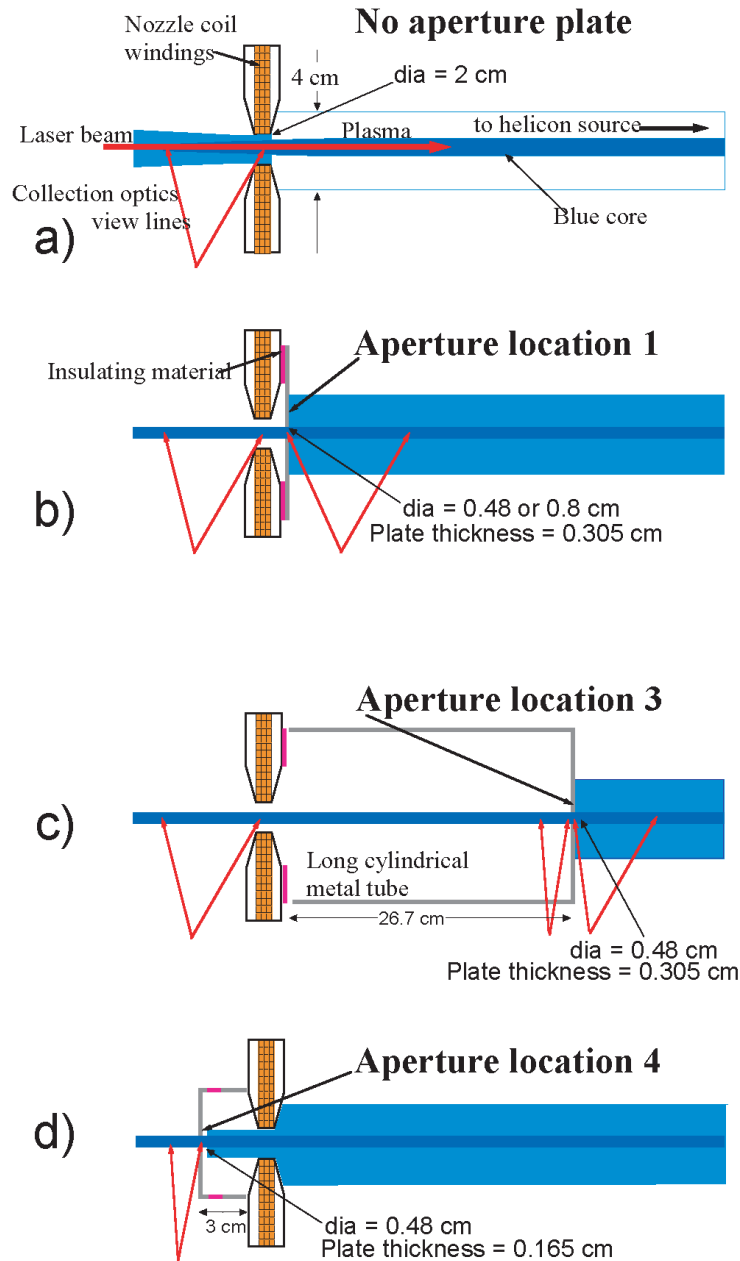 No aperture plate
Nozzle coil
windings
4 cm
dia = 2 cm
Laser beam
Plasma
to helicon source
Collection optics
view lines
Blue core
a)
Aperture location 1
Insulating material
b)
dia = 0.48 or 0.8 cm
Plate thickness = 0.305 cm
Aperture location 3
c)
Long cylindrical
metal tube
26.7 cm
dia = 0.48 cm
Plate thickness = 0.305 cm
Aperture location 4
d)
3 cm
dia = 0.48 cm
Plate thickness = 0.165 cm